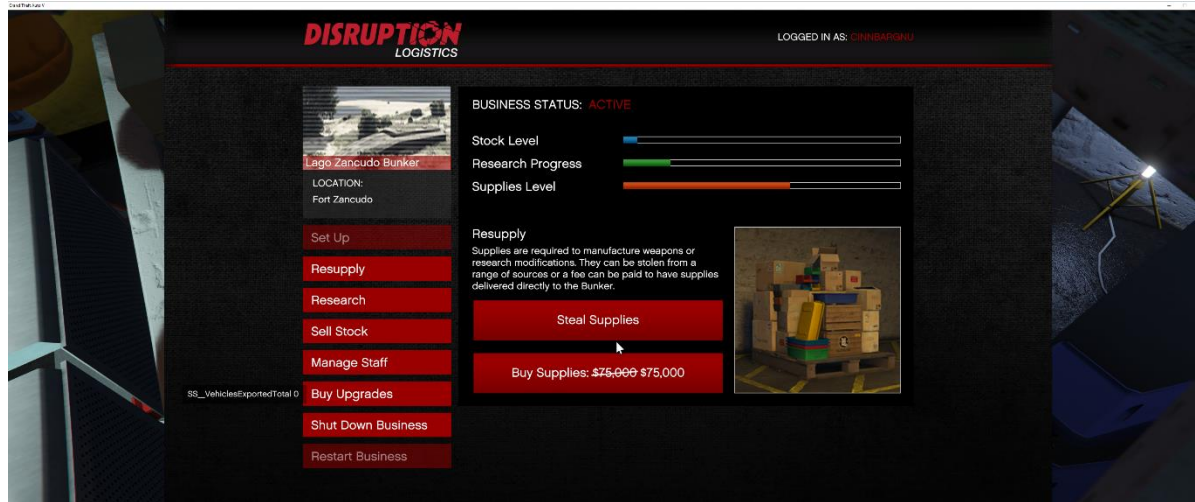 Grand Theft Auto V
DISRUPTION
LOGISTICS
LOGGED IN AS: CINNBARGNU
Lago Zancudo Bunker
LOCATION:
Fort Zancudo
Set Up
Resupply
Research
Sell Stock
Manage Staff
SS_VehiclesExportedTotal 0
Buy Upgrades
Shut Down Business
Restart Business
BUSINESS STATUS: ACTIVE
Stock Level
Research Progress
Supplies Level
Resupply
Supplies are required to manufacture weapons or
research modifications. They can be stolen from a
range of sources or a fee can be paid to have supplies
delivered directly to the Bunker.
Steal Supplies
Buy Supplies: $75,000 $75,000